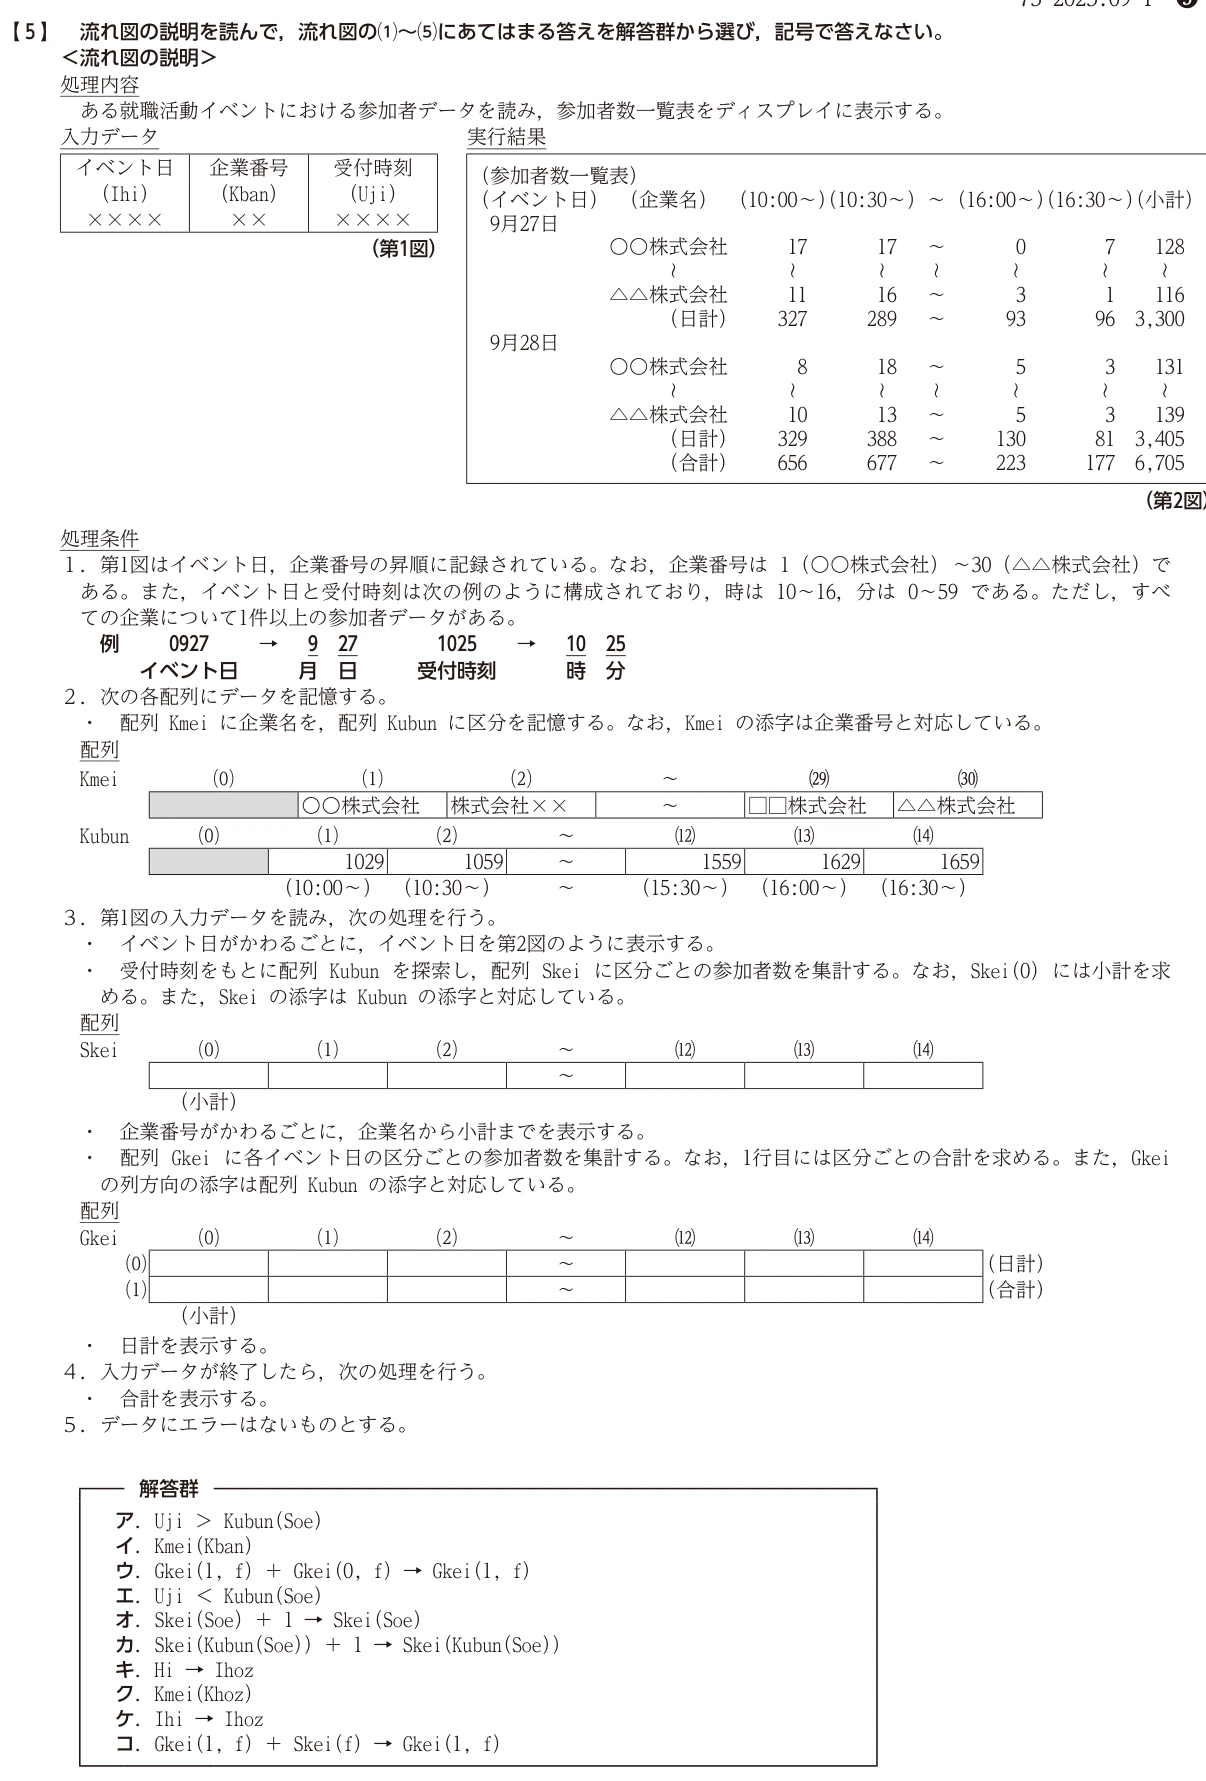 【5】 流れ図の説明を読んで，流れ図の⑴～⑸にあてはまる答えを解答群から選び，記号で答えなさい。
＜流れ図の説明＞
処理内容
ある就職活動イベントにおける参加者データを読み，参加者数一覧表をディスプレイに表示する。
入力データ
イベント日 企業番号 受付時刻
(Ihi) (Kban) (Uji)
×××× ×× ××××
(第1図)
実行結果
(参加者数一覧表)
(イベント日) (企業名) (10:00～)(10:30～) ～ (16:00～)(16:30～)(小計)
9月27日
○○株式会社 17 17 ～ 0 7 128
～ ～ ～ ～ ～ ～ ～
△△株式会社 11 16 ～ 3 1 116
(日計) 327 289 ～ 93 96 3,300
9月28日
○○株式会社 8 18 ～ 5 3 131
～ ～ ～ ～ ～ ～ ～
△△株式会社 10 13 ～ 5 3 139
(日計) 329 388 ～ 130 81 3,405
(合計) 656 677 ～ 223 177 6,705
(第2図)
処理条件
1．第1図はイベント日，企業番号の昇順に記録されている。なお，企業番号は 1（○○株式会社）～30（△△株式会社）で
ある。また，イベント日と受付時刻は次の例のように構成されており，時は 10～16，分は 0～59 である。ただし，すべ
ての企業について1件以上の参加者データがある。
例 0927 → 9 27 1025 → 10 25
イベント日 月 日 受付時刻 時 分
2．次の各配列にデータを記憶する。
・ 配列 Kmei に企業名を，配列 Kubun に区分を記憶する。なお，Kmei の添字は企業番号と対応している。
配列
Kmei (0) (1) (2) ～ (29) (30)
○○株式会社 株式会社×× ～ □□株式会社 △△株式会社
Kubun (0) (1) (2) ～ (12) (13) (14)
1029 1059 ～ 1559 1629 1659
(10:00～) (10:30～) ～ (15:30～) (16:00～) (16:30～)
3．第1図の入力データを読み，次の処理を行う。
・ イベント日がかわるごとに，イベント日を第2図のように表示する。
・ 受付時刻をもとに配列 Kubun を探索し，配列 Skei に区分ごとの参加者数を集計する。なお，Skei(0) には小計を求
める。また，Skei の添字は Kubun の添字と対応している。
配列
Skei (0) (1) (2) ～ (12) (13) (14)
～
(小計)
・ 企業番号がかわるごとに，企業名から小計までを表示する。
・ 配列 Gkei に各イベント日の区分ごとの参加者数を集計する。なお，1行目には区分ごとの合計を求める。また，Gkei
の列方向の添字は配列 Kubun の添字と対応している。
配列
Gkei (0) (1) (2) ～ (12) (13) (14)
(0) ～ (日計)
(1) ～ (合計)
(小計)
・ 日計を表示する。
4．入力データが終了したら，次の処理を行う。
・ 合計を表示する。
5．データにエラーはないものとする。
解答群
ア．Uji > Kubun(Soe)
イ．Kmei(Kban)
ウ．Gkei(1, f) + Gkei(0, f) → Gkei(1, f)
エ．Uji < Kubun(Soe)
オ．Skei(Soe) + 1 → Skei(Soe)
カ．Skei(Kubun(Soe)) + 1 → Skei(Kubun(Soe))
キ．Hi → Ihoz
ク．Kmei(Khoz)
ケ．Ihi → Ihoz
コ．Gkei(1, f) + Skei(f) → Gkei(1, f)